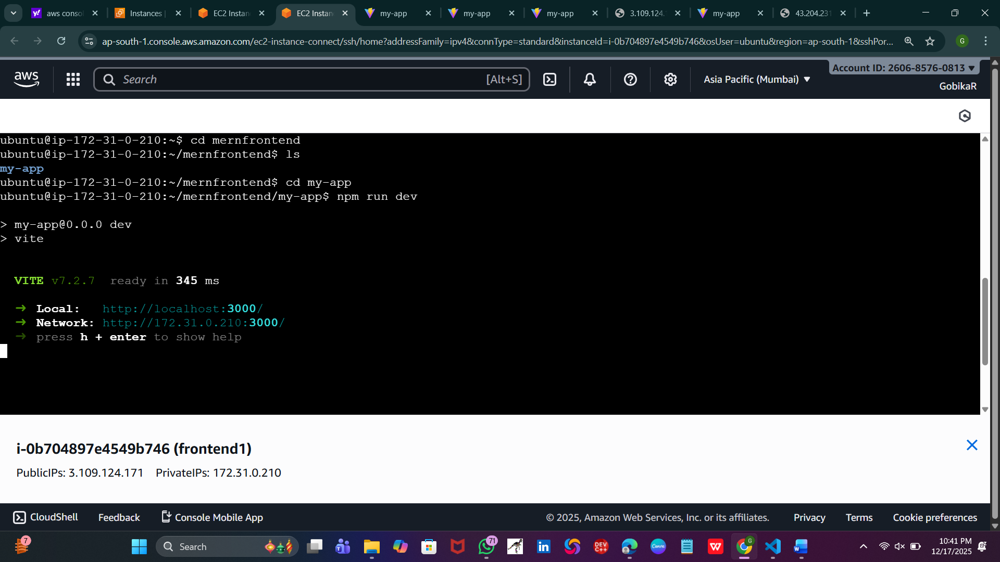 aws conso
Instances |
EC2 Instan
EC2 Instan
my-app
my-app
my-app
3.109.124.
my-app
43.204.231
ap-south-1.console.aws.amazon.com/ec2-instance-connect/ssh/home?addressFamily=ipv4&connType=standard&instanceId=i-0b704897e4549b746&osUser=ubuntu&region=ap-south-1&sshPor...
G
aws
Search
[Alt+S]
Asia Pacific (Mumbai)
Account ID: 2606-8576-0813
GobikaR
ubuntu@ip-172-31-0-210:~$ cd mernfrontend
ubuntu@ip-172-31-0-210:~/mernfrontend$ ls
my-app
ubuntu@ip-172-31-0-210:~/mernfrontend$ cd my-app
ubuntu@ip-172-31-0-210:~/mernfrontend/my-app$ npm run dev
> my-app@0.0.0 dev
> vite
VITE v7.2.7 ready in 345 ms
➜ Local: http://localhost:3000/
➜ Network: http://172.31.0.210:3000/
➜ press h + enter to show help
i-0b704897e4549b746 (frontend1)
PublicIPs: 3.109.124.171 PrivateIPs: 172.31.0.210
CloudShell
Feedback
Console Mobile App
© 2025, Amazon Web Services, Inc. or its affiliates.
Privacy
Terms
Cookie preferences
7
Search
71
DEV C++
Canva
G
10:41 PM
12/17/2025